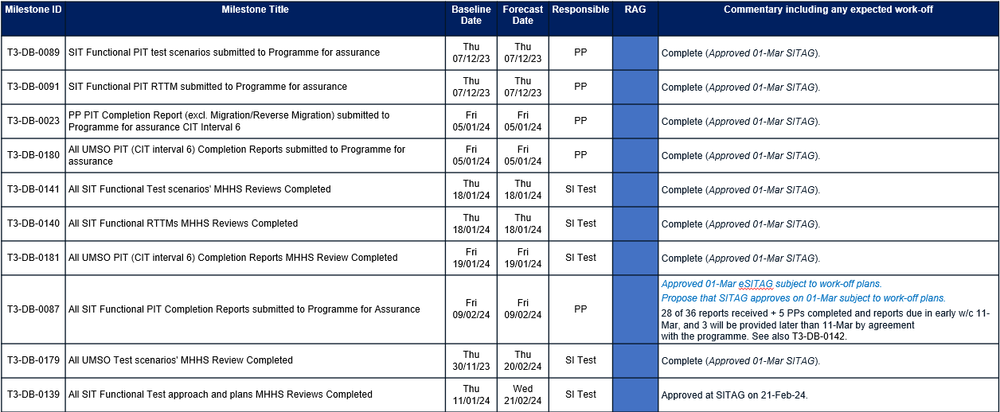 Milestone ID Milestone Title Baseline Date Forecast Date Responsible RAG Commentary including any expected work-off
T3-DB-0089 SIT Functional PIT test scenarios submitted to Programme for assurance Thu 07/12/23 Thu 07/12/23 PP Complete (Approved 01-Mar SITAG).
T3-DB-0091 SIT Functional PIT RTTM submitted to Programme for assurance Thu 07/12/23 Thu 07/12/23 PP Complete (Approved 01-Mar SITAG).
T3-DB-0023 PP PIT Completion Report (excl. Migration/Reverse Migration) submitted to Programme for assurance CIT Interval 6 Fri 05/01/24 Fri 05/01/24 PP Complete (Approved 01-Mar SITAG).
T3-DB-0180 All UMSO PIT (CIT interval 6) Completion Reports submitted to Programme for assurance Fri 05/01/24 Fri 05/01/24 PP Complete (Approved 01-Mar SITAG).
T3-DB-0141 All SIT Functional Test scenarios' MHHS Reviews Completed Thu 18/01/24 Thu 18/01/24 SI Test Complete (Approved 01-Mar SITAG).
T3-DB-0140 All SIT Functional RTTMs MHHS Reviews Completed Thu 18/01/24 Thu 18/01/24 SI Test Complete (Approved 01-Mar SITAG).
T3-DB-0181 All UMSO PIT (CIT interval 6) Completion Reports MHHS Review Completed Fri 19/01/24 Fri 19/01/24 SI Test Complete (Approved 01-Mar SITAG).
T3-DB-0087 All SIT Functional PIT Completion Reports submitted to Programme for Assurance Fri 09/02/24 Fri 09/02/24 PP Approved 01-Mar eSITAG subject to work-off plans.
Propose that SITAG approves on 01-Mar subject to work-off plans.
28 of 36 reports received + 5 PPs completed and reports due in early w/c 11-
Mar, and 3 will be provided later than 11-Mar by agreement
with the programme. See also T3-DB-0142.
T3-DB-0179 All UMSO Test scenarios' MHHS Review Completed Thu 30/11/23 Thu 20/02/24 SI Test Complete (Approved 01-Mar SITAG).
T3-DB-0139 All SIT Functional Test approach and plans MHHS Reviews Completed Thu 11/01/24 Wed 21/02/24 SI Test Approved at SITAG on 21-Feb-24.